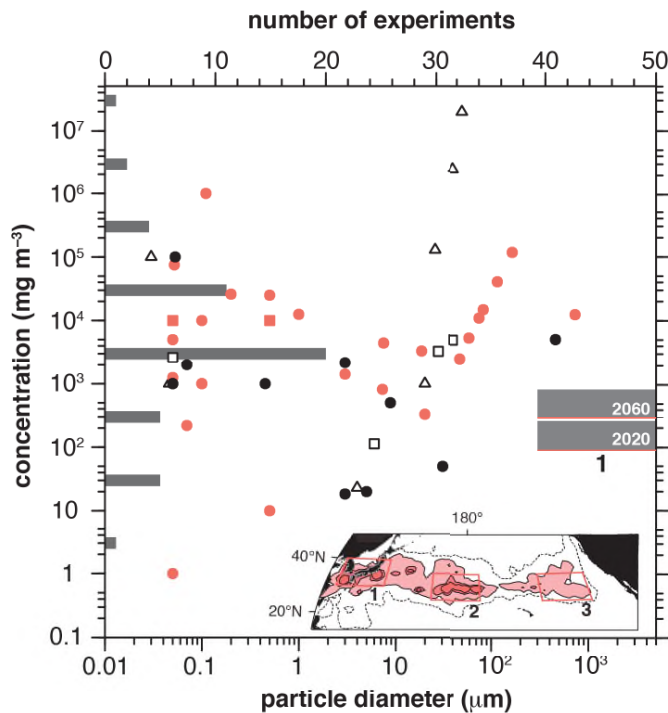 number of experiments
0 10 20 30 40 50
concentration (mg m⁻³)
10⁷
10⁶
10⁵
10⁴
10³
10²
10
1
0.1
2060
2020
1
180°
40°N
20°N
1
2
3
0.01 0.1 1 10 10² 10³
particle diameter (μm)